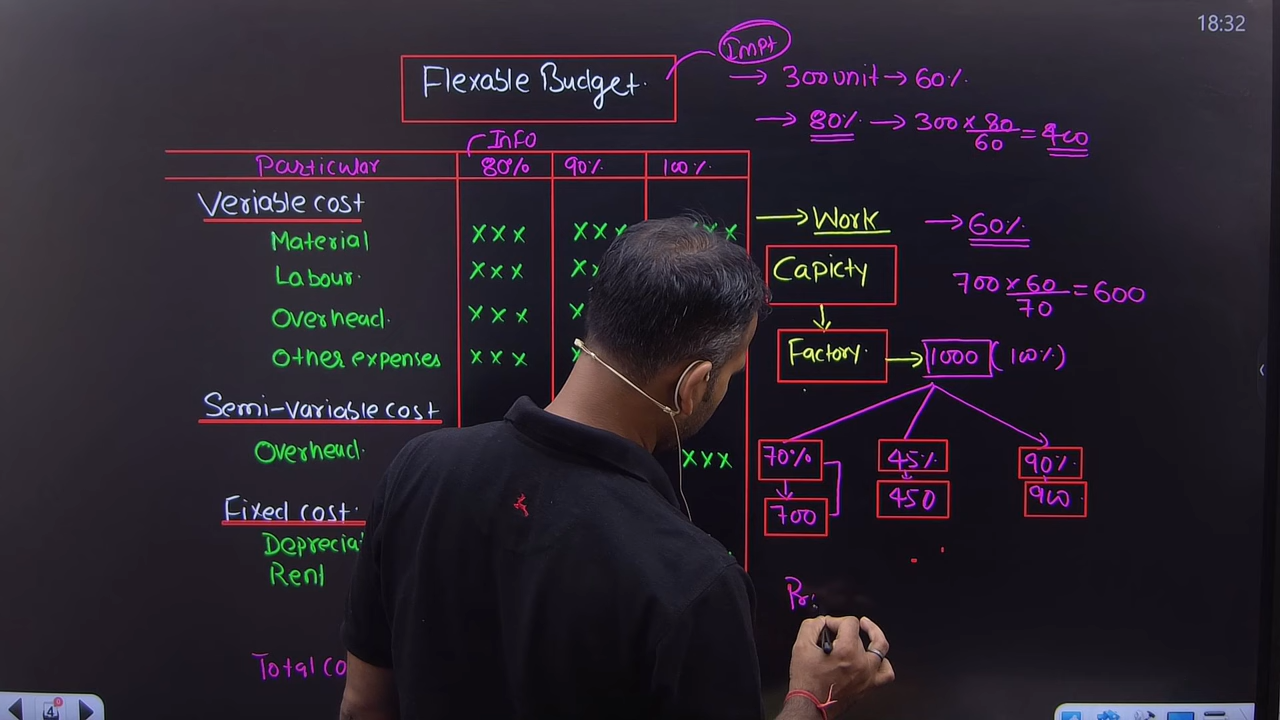 18:32
Flexable Budget.
Impt
→ 300 unit → 60%
→ 80% → 300 × 80 / 60 = 400
INFO
Particular 80% 90% 100%
Veriable cost
Material xxx xxx xxx
Labour. xxx
Overhead. xxx
Other expenses xxx
Semi-variable cost
Overhead. xxx
Fixed cost.
Rent
→ Work → 60%
Capicty
700 × 60 / 70 = 600
Factory. → 1000 (100%)
70% 45% 90%
700 450 900
Total
4